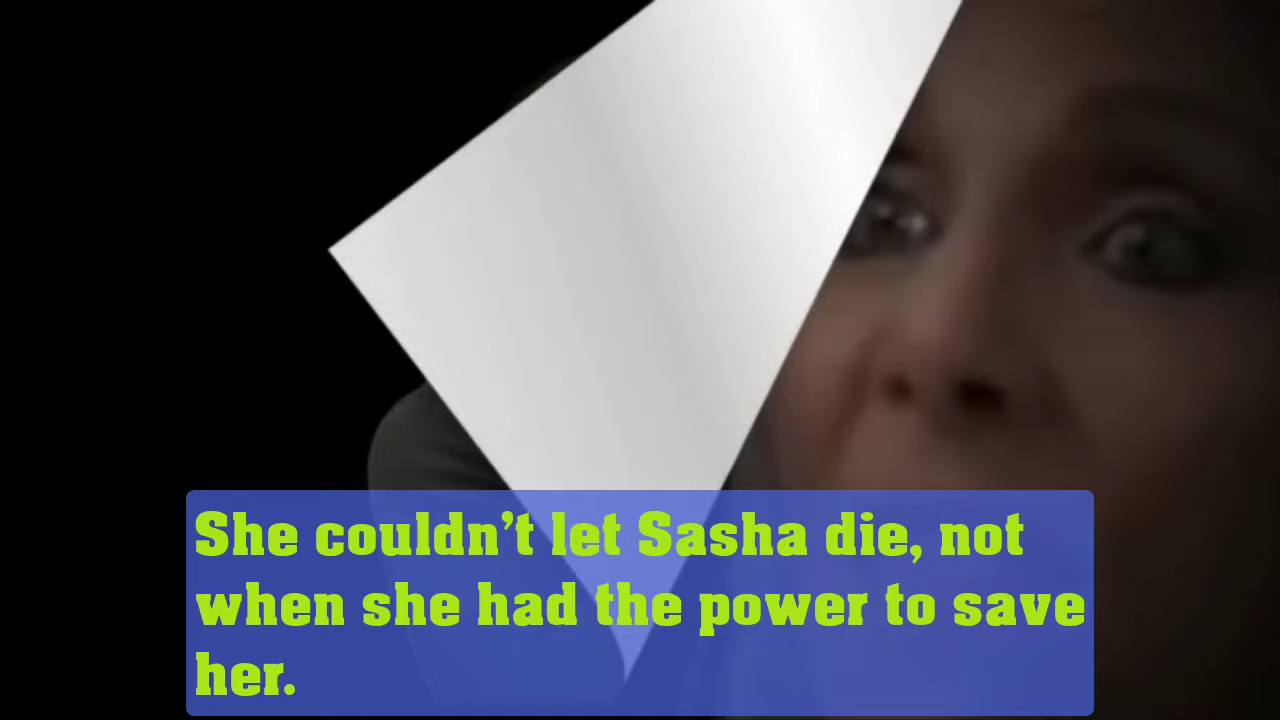 She couldn’t let Sasha die, not
when she had the power to save
her.